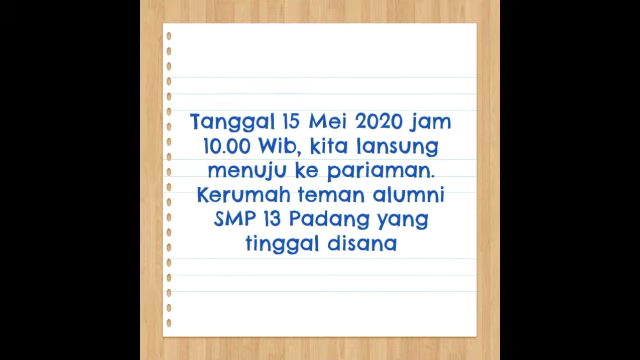 Tanggal 15 Mei 2020 jam
10.00 Wib, kita lansung
menuju ke pariaman.
Kerumah teman alumni
SMP 13 Padang yang
tinggal disana